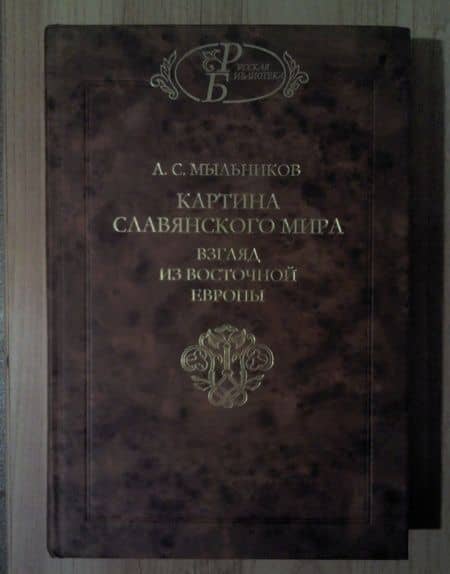 РУССКАЯ
БИБЛИОТЕКА
А. С. МЫЛЬНИКОВ
КАРТИНА
СЛАВЯНСКОГО МИРА
ВЗГЛЯД
ИЗ ВОСТОЧНОЙ
ЕВРОПЫ